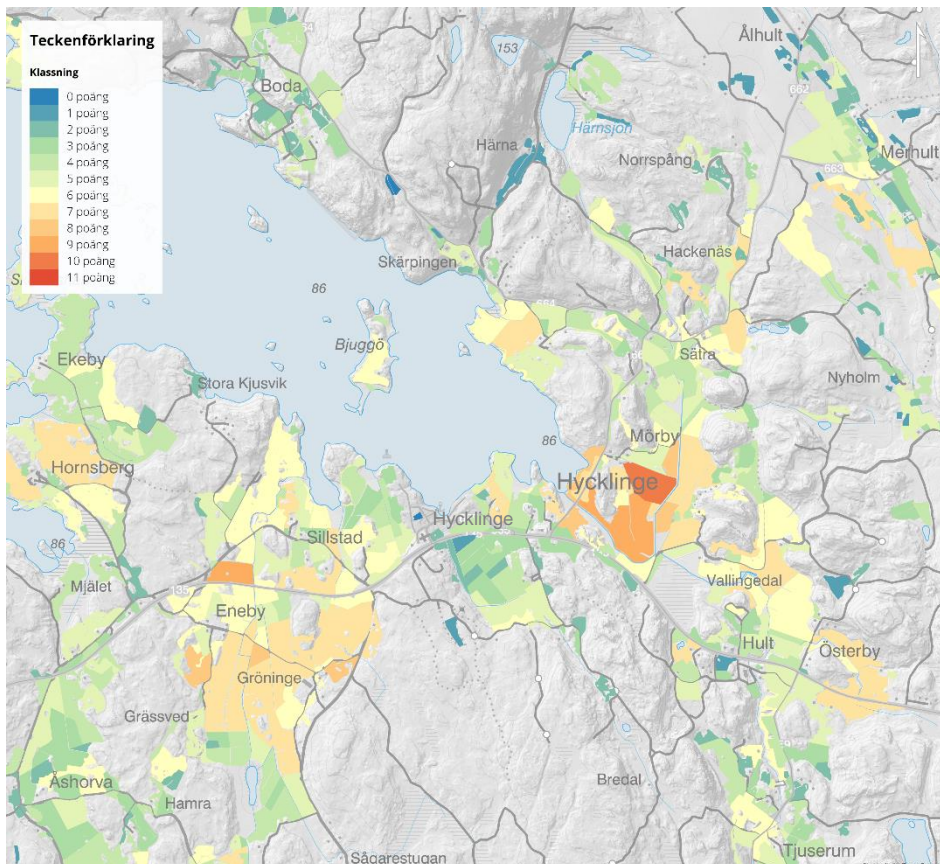 Teckenförklaring
Klassning
0 poäng
1 poäng
2 poäng
3 poäng
4 poäng
5 poäng
6 poäng
7 poäng
8 poäng
9 poäng
10 poäng
11 poäng
153
Ålhult
Boda
662
Härnsjön
Härna
Norrspång
Merhult
663
Hackenäs
Skärpingen
86
Bjuggö
Sätra
Ekeby
Stora Kjusvik
Nyholm
Mörby
86
Hornsberg
Hycklinge
Hycklinge
Sillstad
86
Mjälet
Vallingedal
Eneby
Hult
Österby
Gröninge
Grässved
Åshorva
Hamra
Bredal
Sågarestugan
Tjuserum